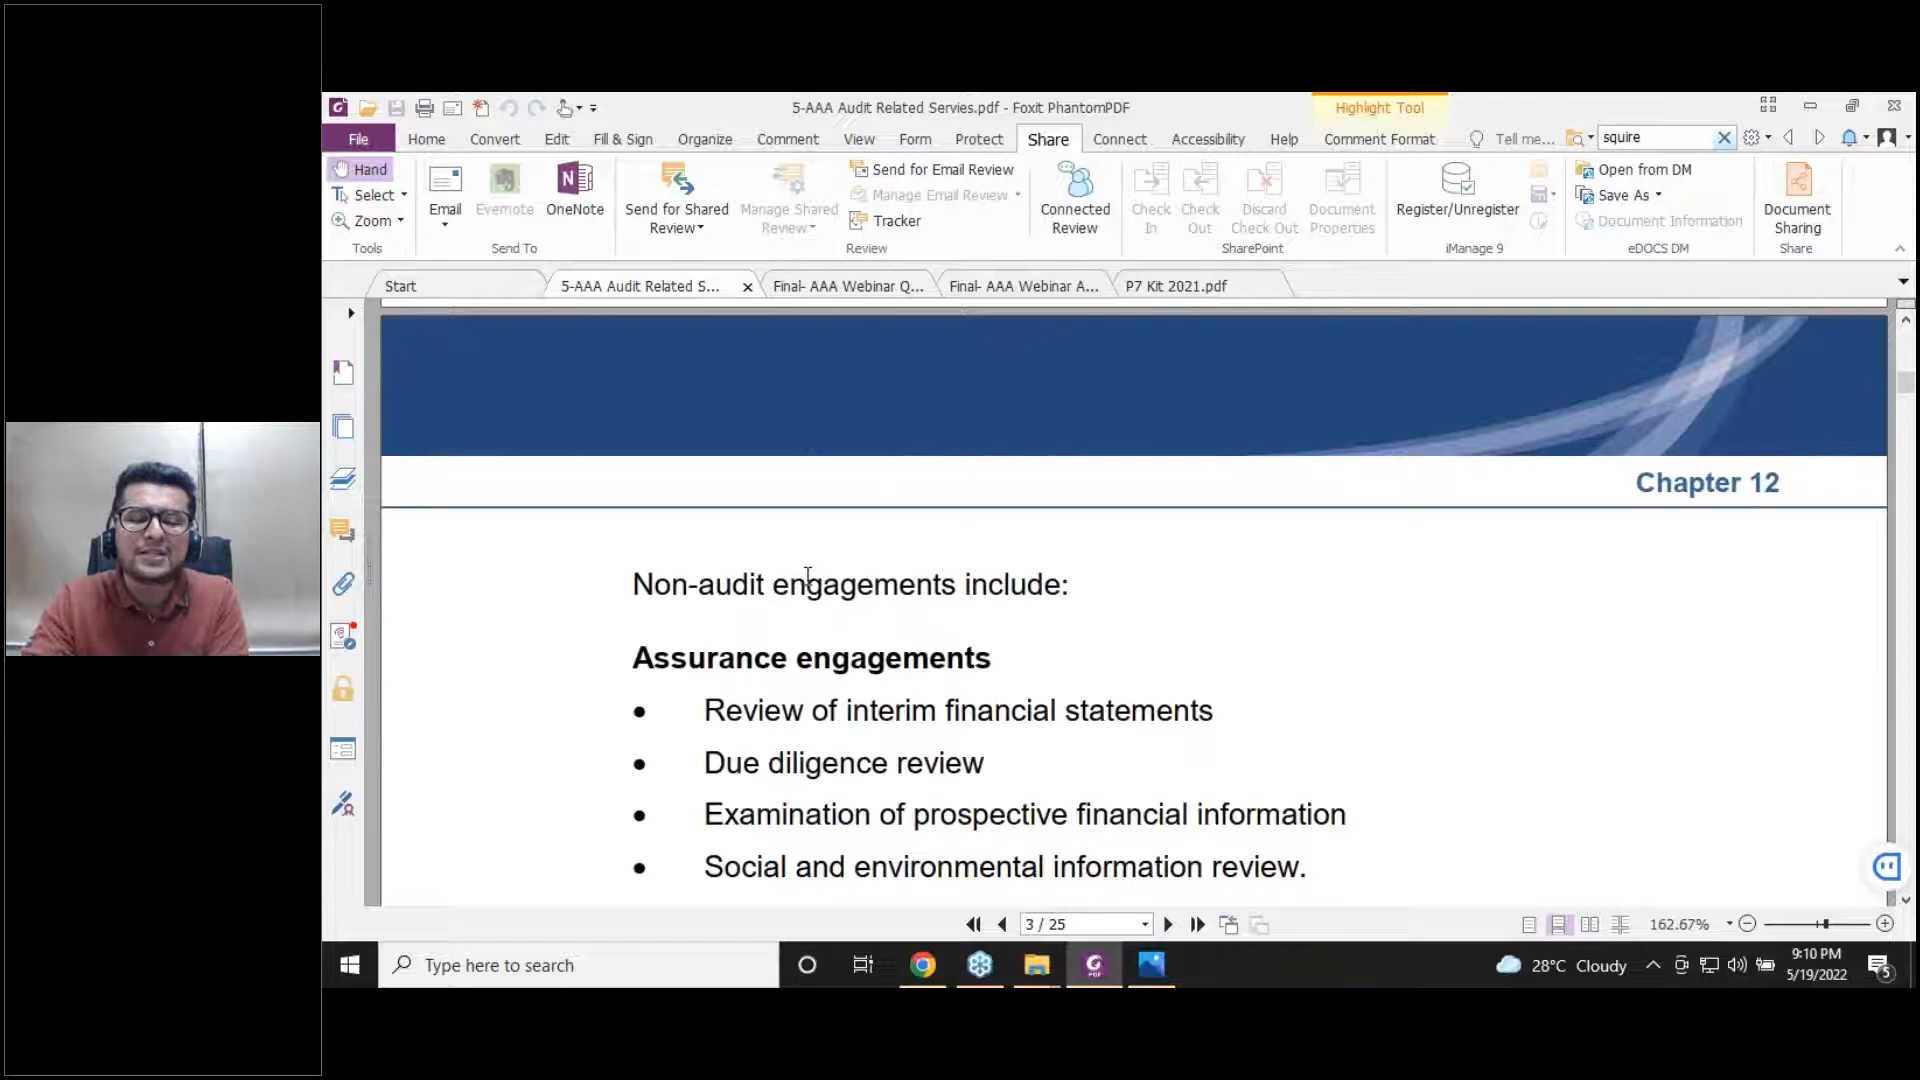 5-AAA Audit Related Servies.pdf - Foxit PhantomPDF
Highlight Tool
File Home Convert Edit Fill & Sign Organize Comment View Form Protect Share Connect Accessibility Help Comment Format Tell me... squire
Hand
Select
Zoom
Tools
Email Evernote OneNote
Send To
Send for Shared Review
Manage Shared Review
Send for Email Review
Manage Email Review
Tracker
Review
Connected Review
Check In
Check Out
Discard Check Out
Document Properties
SharePoint
Register/Unregister
iManage 9
Open from DM
Save As
Document Information
eDOCS DM
Document Sharing
Share
Start 5-AAA Audit Related S... Final- AAA Webinar Q... Final- AAA Webinar A... P7 Kit 2021.pdf
Chapter 12
Non-audit engagements include:
Assurance engagements
• Review of interim financial statements
• Due diligence review
• Examination of prospective financial information
• Social and environmental information review.
3 / 25
162.67%
Type here to search
28°C Cloudy
9:10 PM
5/19/2022
5